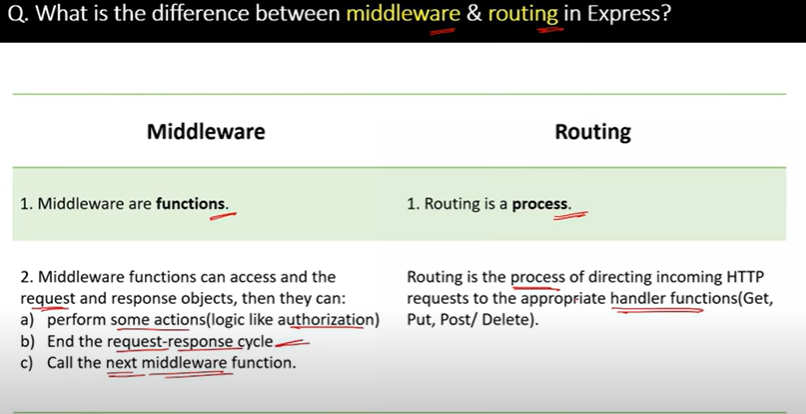 Q. What is the difference between middleware & routing in Express?
Middleware
Routing
1. Middleware are functions.
1. Routing is a process.
2. Middleware functions can access and the
request and response objects, then they can:
a) perform some actions(logic like authorization)
b) End the request-response cycle.
c) Call the next middleware function.
Routing is the process of directing incoming HTTP
requests to the appropriate handler functions(Get,
Put, Post/ Delete).